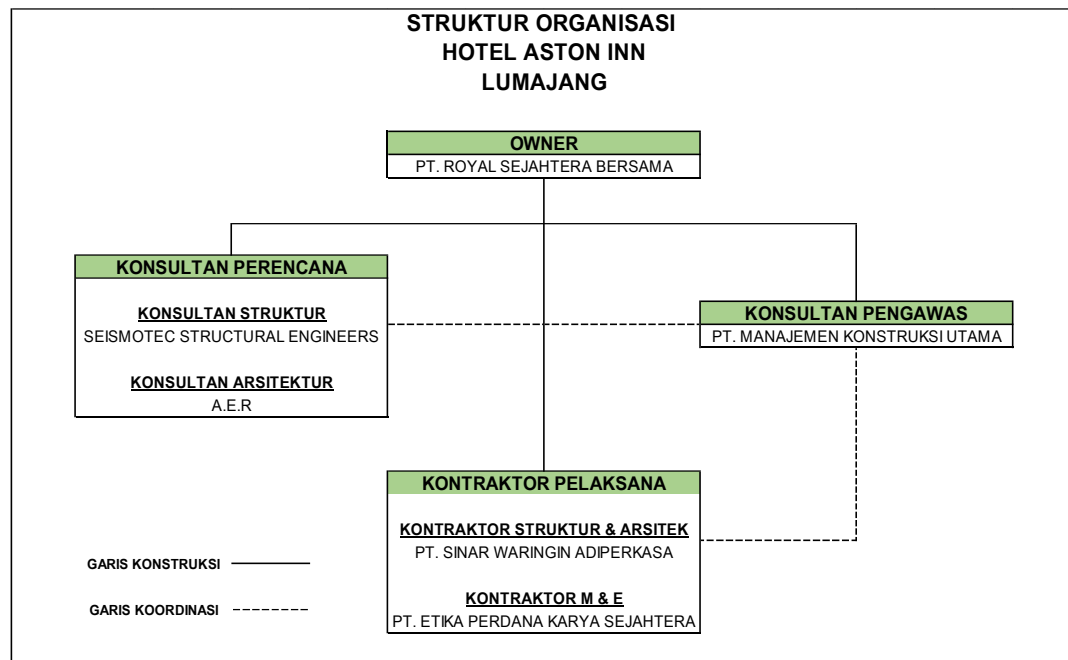 STRUKTUR ORGANISASI
HOTEL ASTON INN
LUMAJANG
OWNER
PT. ROYAL SEJAHTERA BERSAMA
KONSULTAN PERENCANA
KONSULTAN STRUKTUR
SEISMOTEC STRUCTURAL ENGINEERS
KONSULTAN ARSITEKTUR
A.E.R
KONSULTAN PENGAWAS
PT. MANAJEMEN KONSTRUKSI UTAMA
KONTRAKTOR PELAKSANA
KONTRAKTOR STRUKTUR & ARSITEK
PT. SINAR WARINGIN ADIPERKASA
KONTRAKTOR M & E
PT. ETIKA PERDANA KARYA SEJAHTERA
GARIS KONSTRUKSI
GARIS KOORDINASI